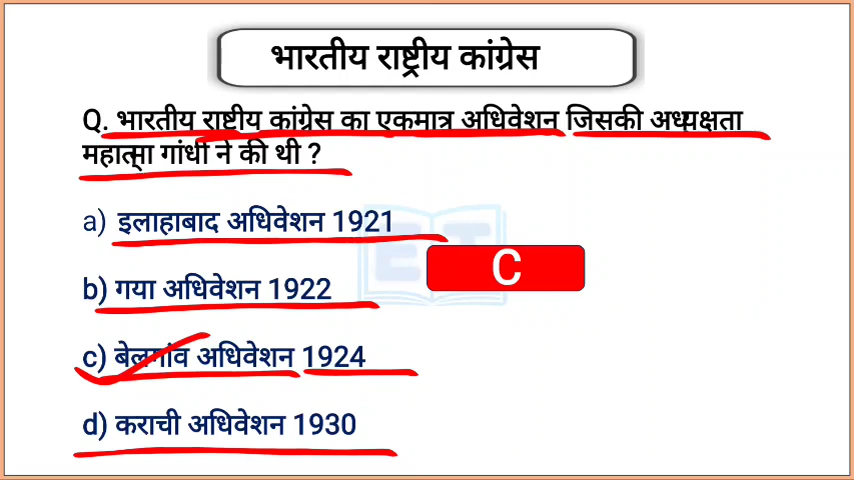 भारतीय राष्ट्रीय कांग्रेस
Q. भारतीय राष्टीय कांग्रेस का एकमात्र अधिवेशन जिसकी अध्यक्षता
महात्मा गांधी ने की थी ?
a) इलाहाबाद अधिवेशन 1921
ET
C
b) गया अधिवेशन 1922
c) बेलगांव अधिवेशन 1924
d) कराची अधिवेशन 1930